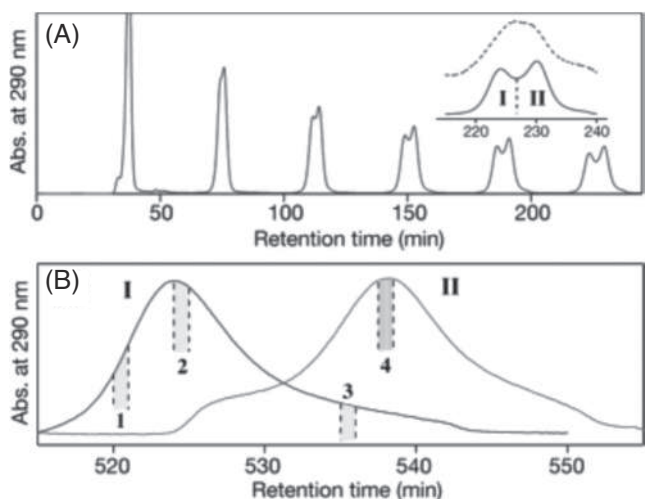 (A)
Abs. at 290 nm
I II
220 230 240
0 50 100 150 200
Retention time (min)
(B)
Abs. at 290 nm
I II
1 2 3 4
520 530 540 550
Retention time (min)